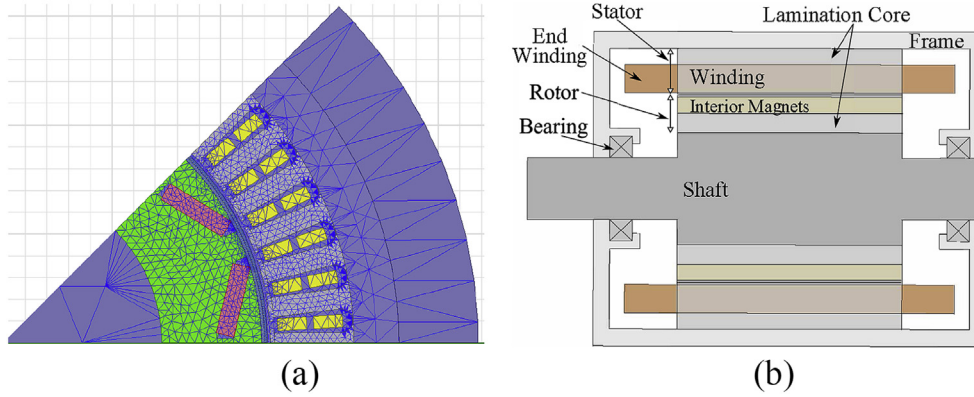 Stator
Lamination Core
End
Winding
Frame
Winding
Rotor
Interior Magnets
Bearing
Shaft
(a)
(b)